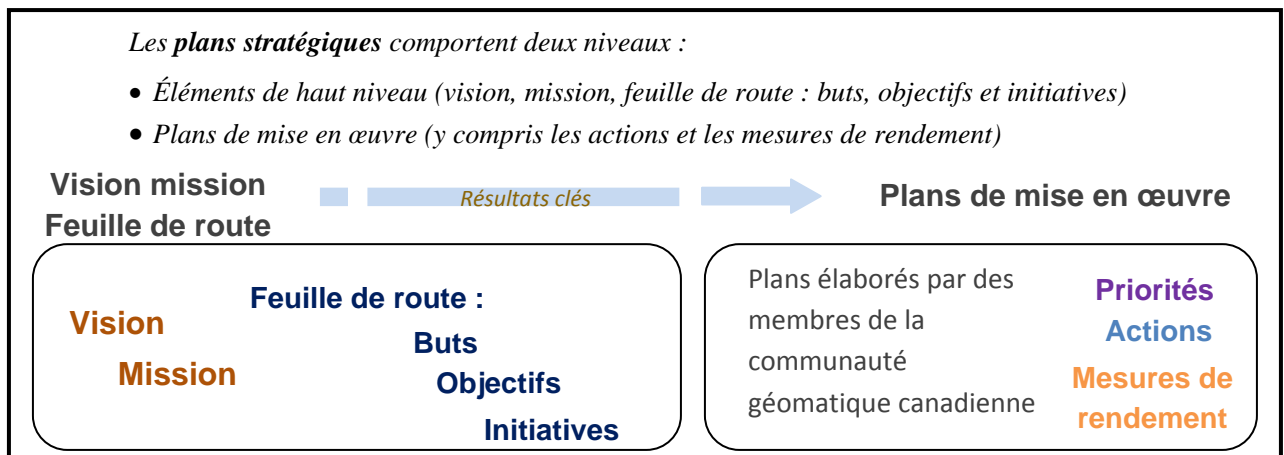 Les plans stratégiques comportent deux niveaux :
• Éléments de haut niveau (vision, mission, feuille de route : buts, objectifs et initiatives)
• Plans de mise en œuvre (y compris les actions et les mesures de rendement)
Vision mission
Feuille de route
Résultats clés
Plans de mise en œuvre
Feuille de route :
Vision
Buts
Mission
Objectifs
Initiatives
Plans élaborés par des
membres de la
communauté
géomatique canadienne
Priorités
Actions
Mesures de
rendement